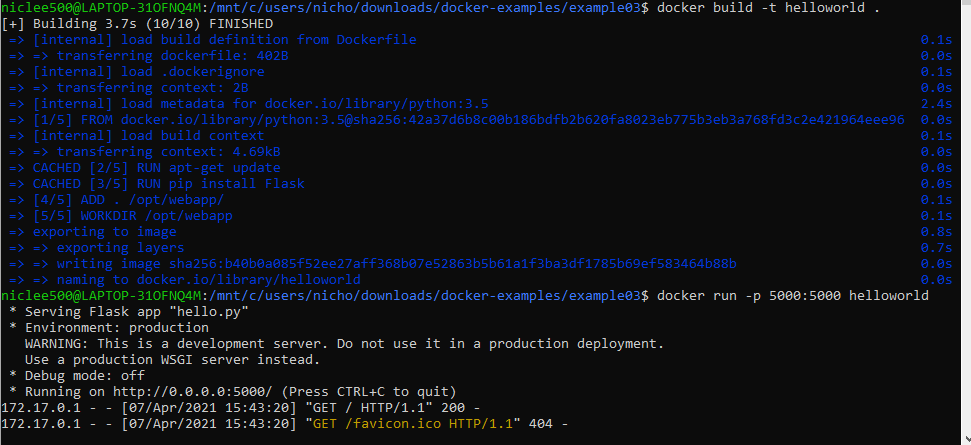 niclee500@LAPTOP-31OFNQ4M:/mnt/c/users/nicho/downloads/docker-examples/example03$ docker build -t helloworld .
[+] Building 3.7s (10/10) FINISHED
=> [internal] load build definition from Dockerfile 0.1s
=> => transferring dockerfile: 402B 0.0s
=> [internal] load .dockerignore 0.1s
=> => transferring context: 2B 0.0s
=> [internal] load metadata for docker.io/library/python:3.5 2.4s
=> [1/5] FROM docker.io/library/python:3.5@sha256:42a37d6b8c00b186bdfb2b620fa8023eb775b3eb3a768fd3c2e421964eee96 0.0s
=> [internal] load build context 0.1s
=> => transferring context: 4.69kB 0.0s
=> CACHED [2/5] RUN apt-get update 0.0s
=> CACHED [3/5] RUN pip install Flask 0.0s
=> [4/5] ADD . /opt/webapp/ 0.1s
=> [5/5] WORKDIR /opt/webapp 0.1s
=> exporting to image 0.8s
=> => exporting layers 0.7s
=> => writing image sha256:b40b0a085f52ee27aff368b07e52863b5b61a1f3ba3df1785b69ef583464b88b 0.0s
=> => naming to docker.io/library/helloworld 0.0s
niclee500@LAPTOP-31OFNQ4M:/mnt/c/users/nicho/downloads/docker-examples/example03$ docker run -p 5000:5000 helloworld
* Serving Flask app "hello.py"
* Environment: production
WARNING: This is a development server. Do not use it in a production deployment.
Use a production WSGI server instead.
* Debug mode: off
* Running on http://0.0.0.0:5000/ (Press CTRL+C to quit)
172.17.0.1 - - [07/Apr/2021 15:43:20] "GET / HTTP/1.1" 200 -
172.17.0.1 - - [07/Apr/2021 15:43:20] "GET /favicon.ico HTTP/1.1" 404 -